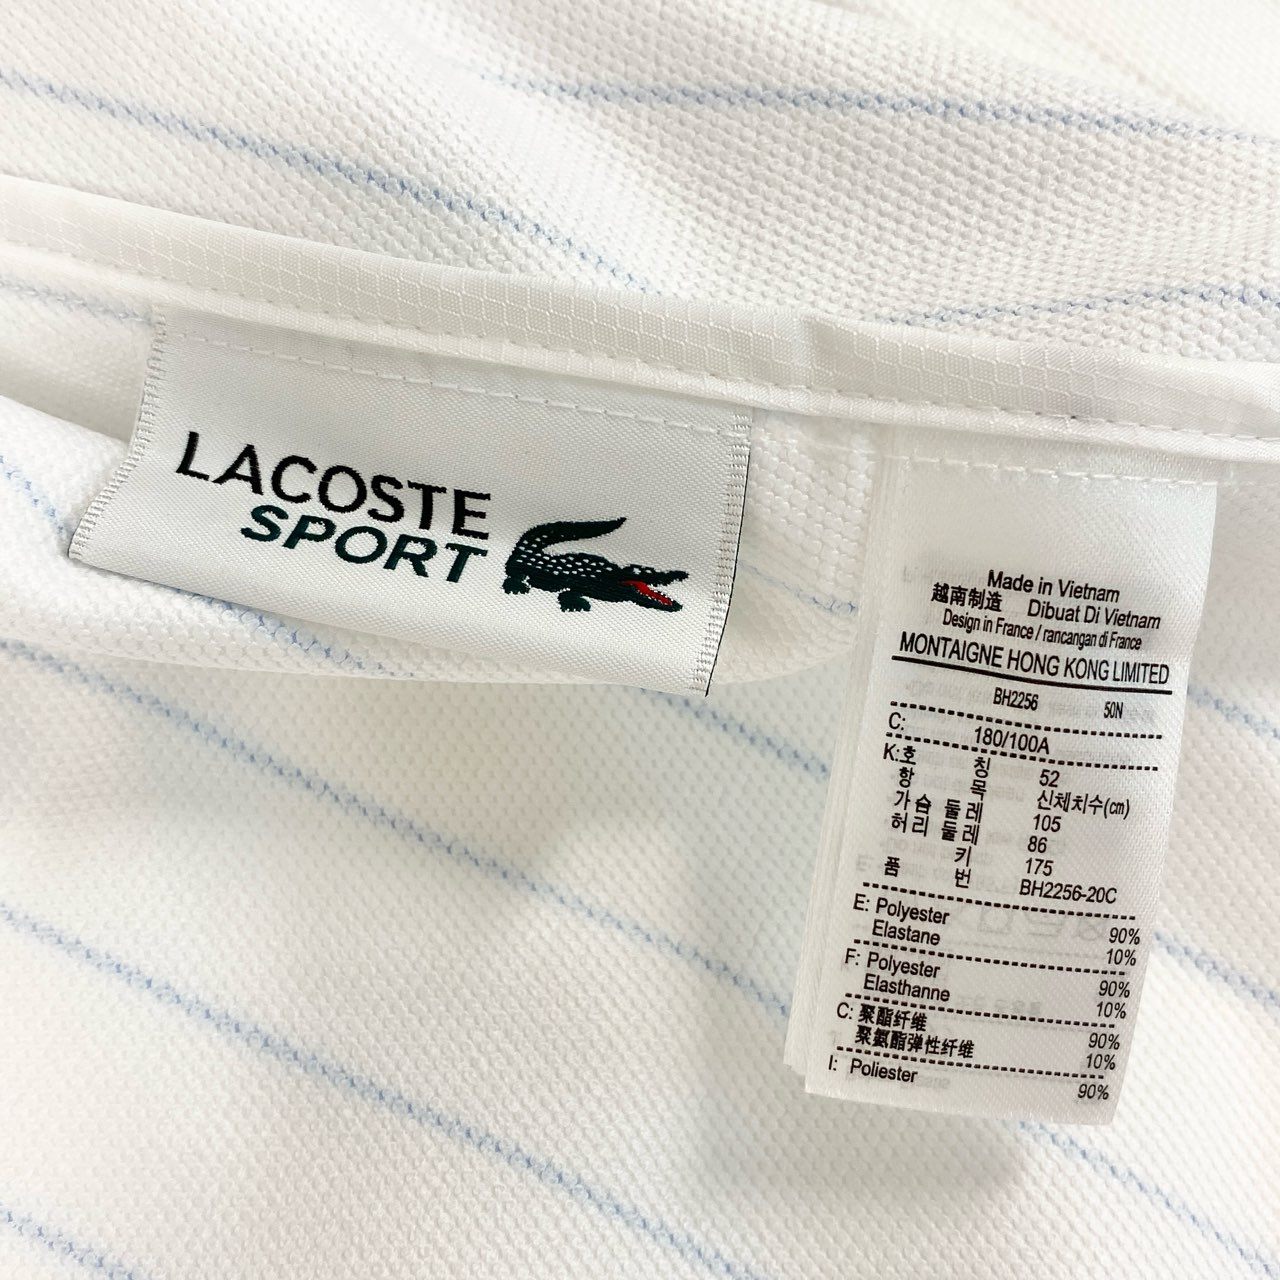 LACOSTE
SPORT
Made in Vietnam
越南制造 Dibuat Di Vietnam
Design in France / rancangan di France
MONTAIGNE HONG KONG LIMITED
BH2256 50N
C: 180/100A
K:호 칭 52
항 목 신체치수(㎝)
가슴 둘레 105
허리 둘레 86
키 175
품 번 BH2256-20C
E: Polyester 90%
Elastane 10%
F: Polyester 90%
Elasthanne 10%
C: 聚酯纤维 90%
聚氨酯弹性纤维 10%
I: Poliester 90%